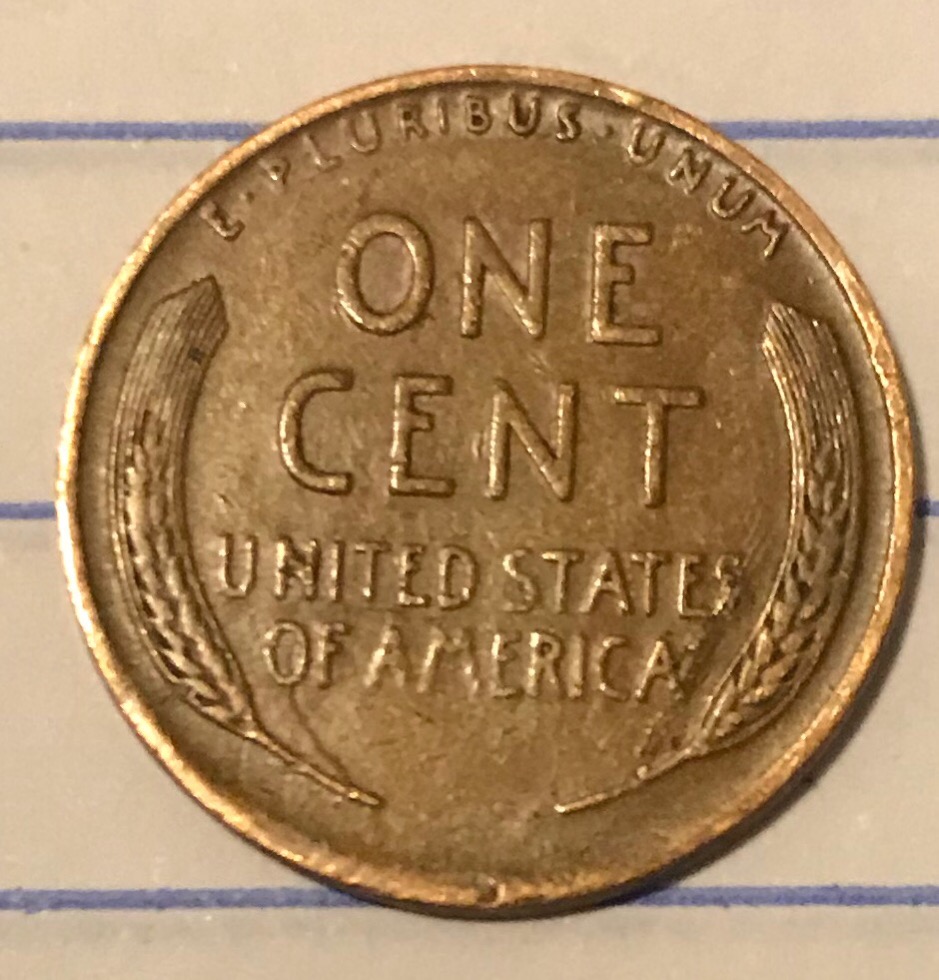 E·PLURIBUS·UNUM
ONE
CENT
UNITED STATES
OF AMERICA